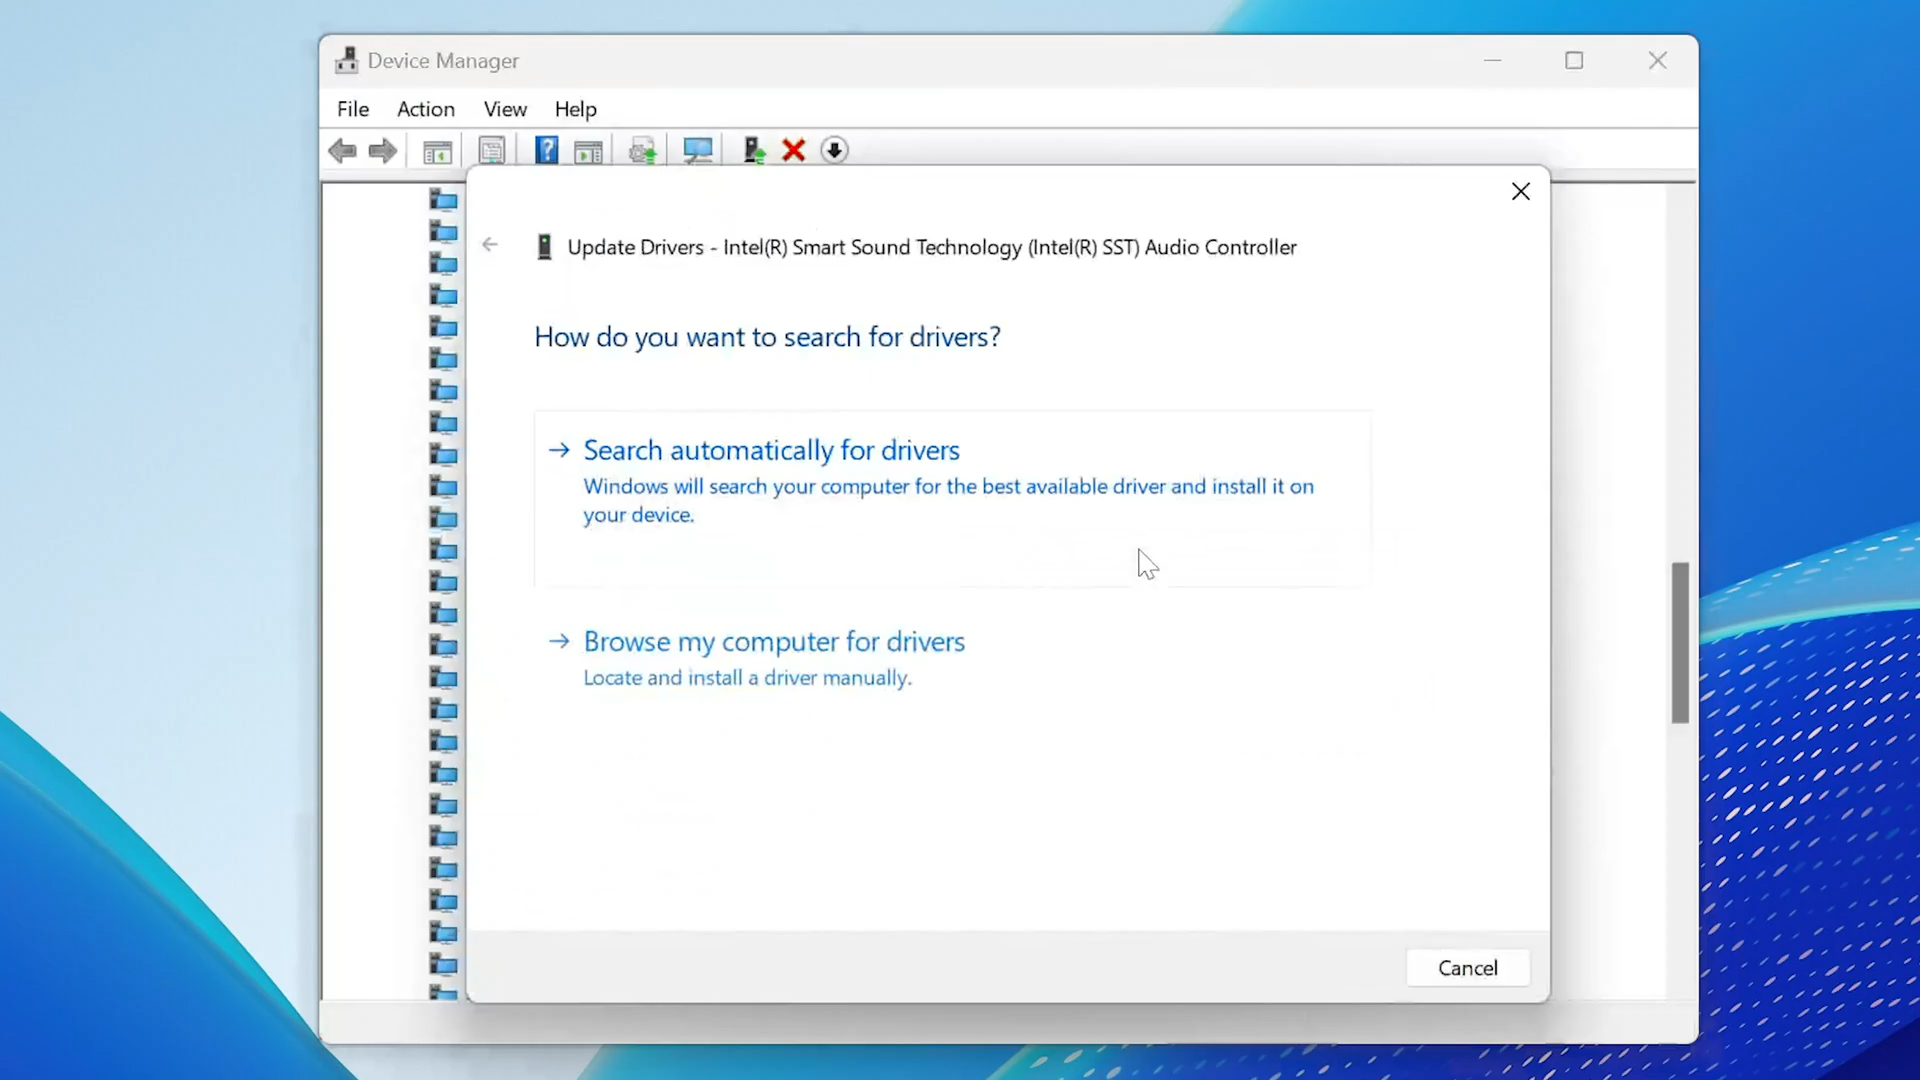 Device Manager
File Action View Help
Update Drivers - Intel(R) Smart Sound Technology (Intel(R) SST) Audio Controller
How do you want to search for drivers?
Search automatically for drivers
Windows will search your computer for the best available driver and install it on
your device.
Browse my computer for drivers
Locate and install a driver manually.
Cancel